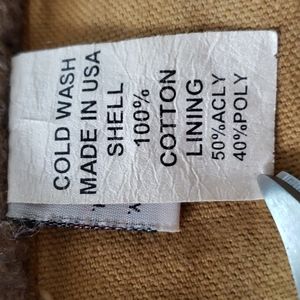 COLD WASH
MADE IN USA
SHELL
100%
COTTON
LINING
50%ACLY
40%POLY